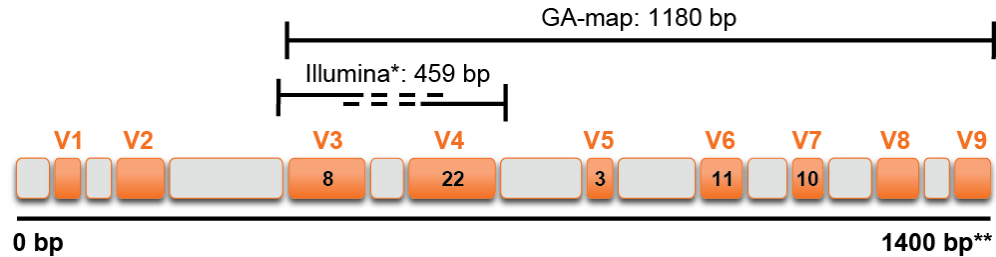 GA-map: 1180 bp
Illumina*: 459 bp
V1 V2 V3 V4 V5 V6 V7 V8 V9
8 22 3 11 10
0 bp 1400 bp**